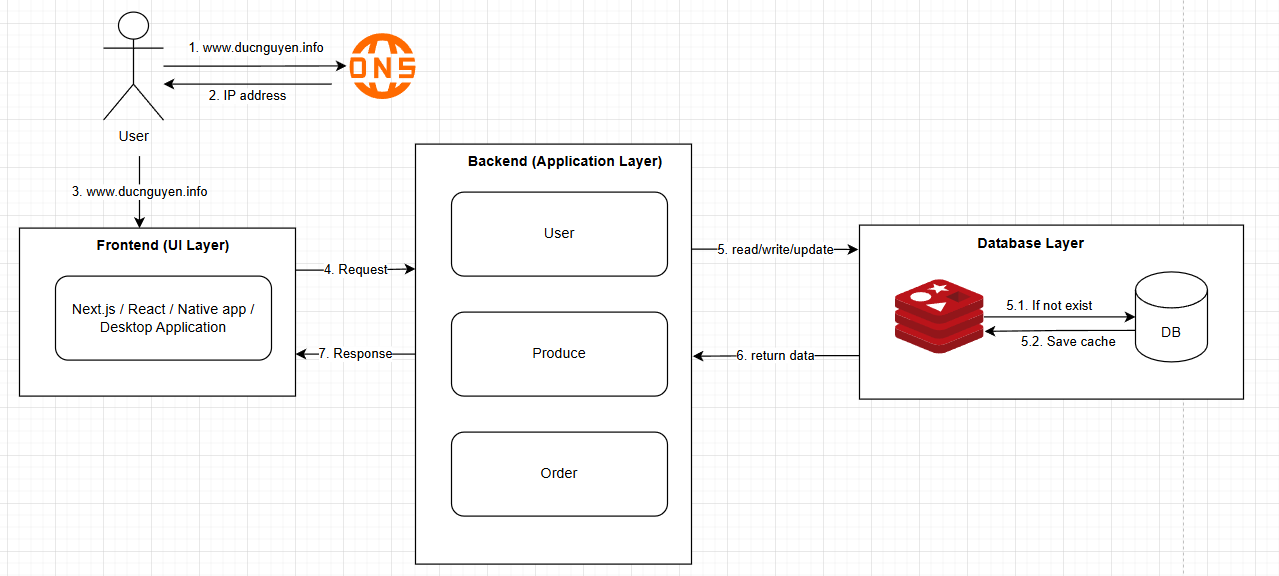 1. www.ducnguyen.info
DNS
2. IP address
User
3. www.ducnguyen.info
Frontend (UI Layer)
Next.js / React / Native app /
Desktop Application
4. Request
7. Response
Backend (Application Layer)
User
Produce
Order
5. read/write/update
6. return data
Database Layer
5.1. If not exist
5.2. Save cache
DB